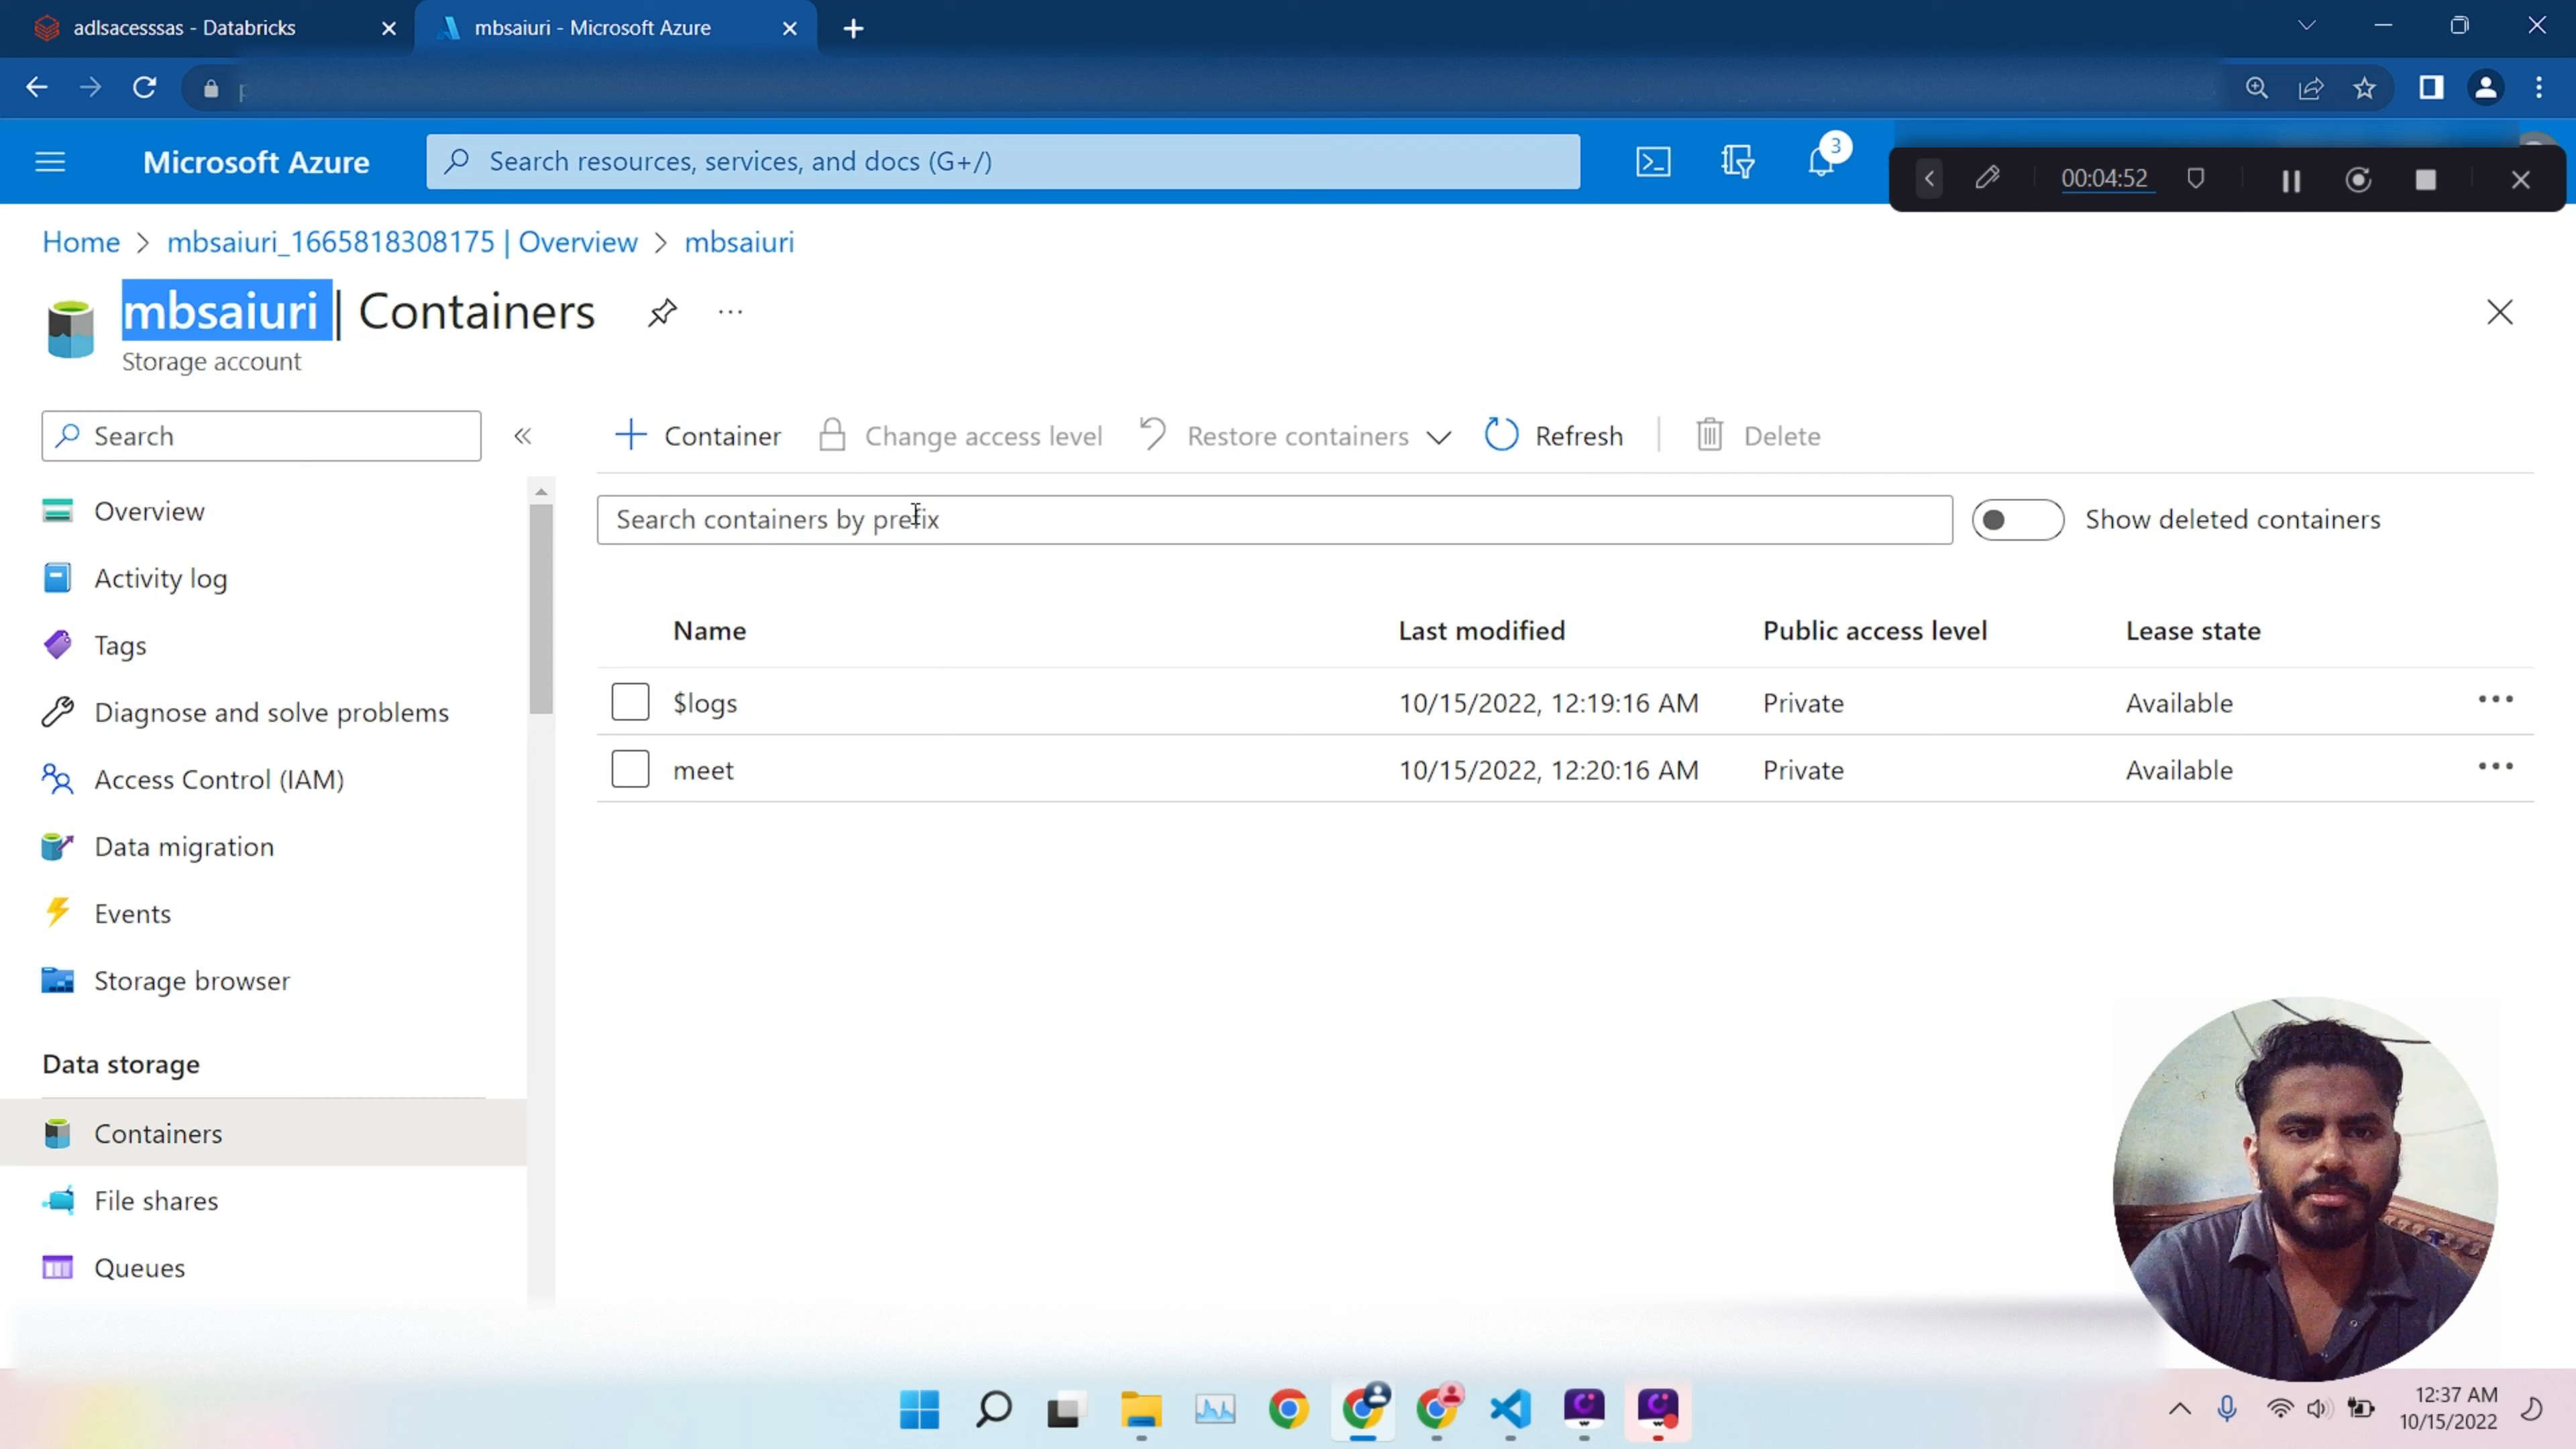 adlsacesssas - Databricks
mbsaiuri - Microsoft Azure
Microsoft Azure
Search resources, services, and docs (G+/)
3
00:04:52
Home > mbsaiuri_1665818308175 | Overview > mbsaiuri
mbsaiuri | Containers
...
Storage account
Search
«
Container
Change access level
Restore containers
Refresh
Delete
Search containers by prefix
Show deleted containers
Overview
Activity log
Tags
Diagnose and solve problems
Access Control (IAM)
Data migration
Events
Storage browser
Data storage
Containers
File shares
Queues
Name Last modified Public access level Lease state
$logs 10/15/2022, 12:19:16 AM Private Available
meet 10/15/2022, 12:20:16 AM Private Available
12:37 AM
10/15/2022